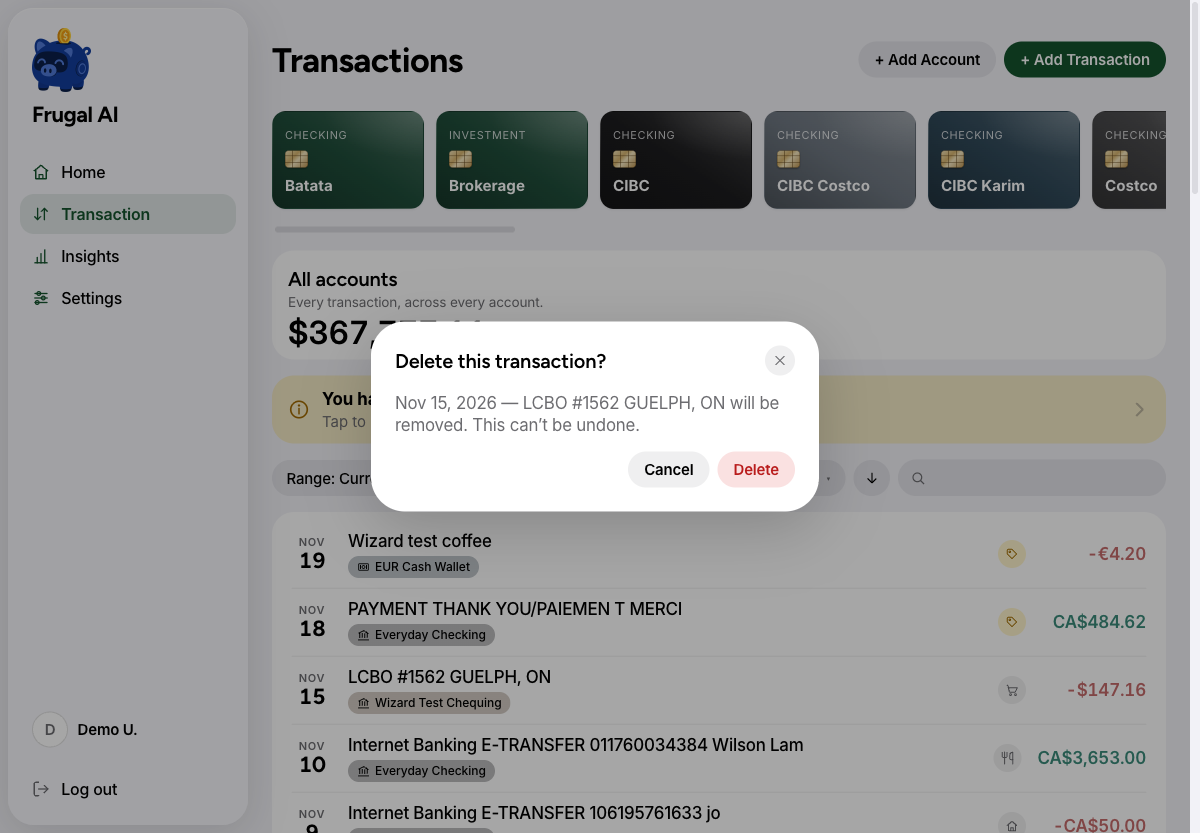 Frugal AI
Home
Transaction
Insights
Settings
D
Demo U.
Log out
Transactions
+ Add Account
+ Add Transaction
CHECKING
Batata
INVESTMENT
Brokerage
CHECKING
CIBC
CHECKING
CIBC Costco
CHECKING
CIBC Karim
CHECKING
Costco
All accounts
Every transaction, across every account.
$367,
You ha
Tap to
Range: Curr
Delete this transaction?
Nov 15, 2026 — LCBO #1562 GUELPH, ON will be
removed. This can’t be undone.
Cancel
Delete
NOV
19
Wizard test coffee
EUR Cash Wallet
-€4.20
NOV
18
PAYMENT THANK YOU/PAIEMEN T MERCI
Everyday Checking
CA$484.62
NOV
15
LCBO #1562 GUELPH, ON
Wizard Test Chequing
-$147.16
NOV
10
Internet Banking E-TRANSFER 011760034384 Wilson Lam
Everyday Checking
CA$3,653.00
NOV
9
Internet Banking E-TRANSFER 106195761633 jo
-CA$50.00